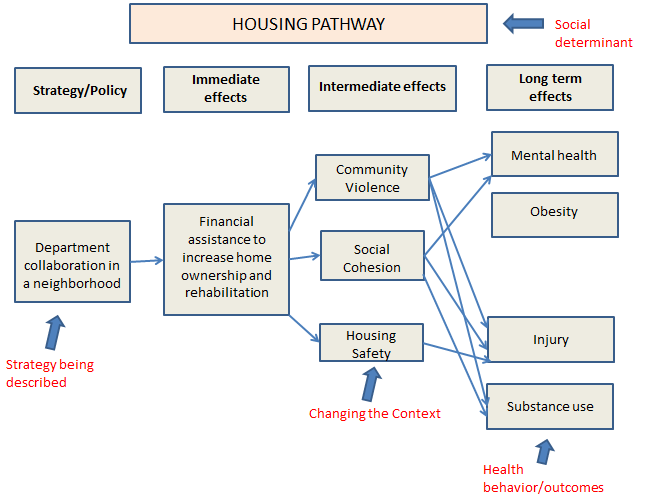 HOUSING PATHWAY
Social
determinant
Strategy/Policy
Immediate
effects
Intermediate effects
Long term
effects
Community
Violence
Mental health
Obesity
Department
collaboration in
a neighborhood
Financial
assistance to
increase home
ownership and
rehabilitation
Social
Cohesion
Housing
Safety
Injury
Substance use
Strategy being
described
Changing the Context
Health
behavior/outcomes